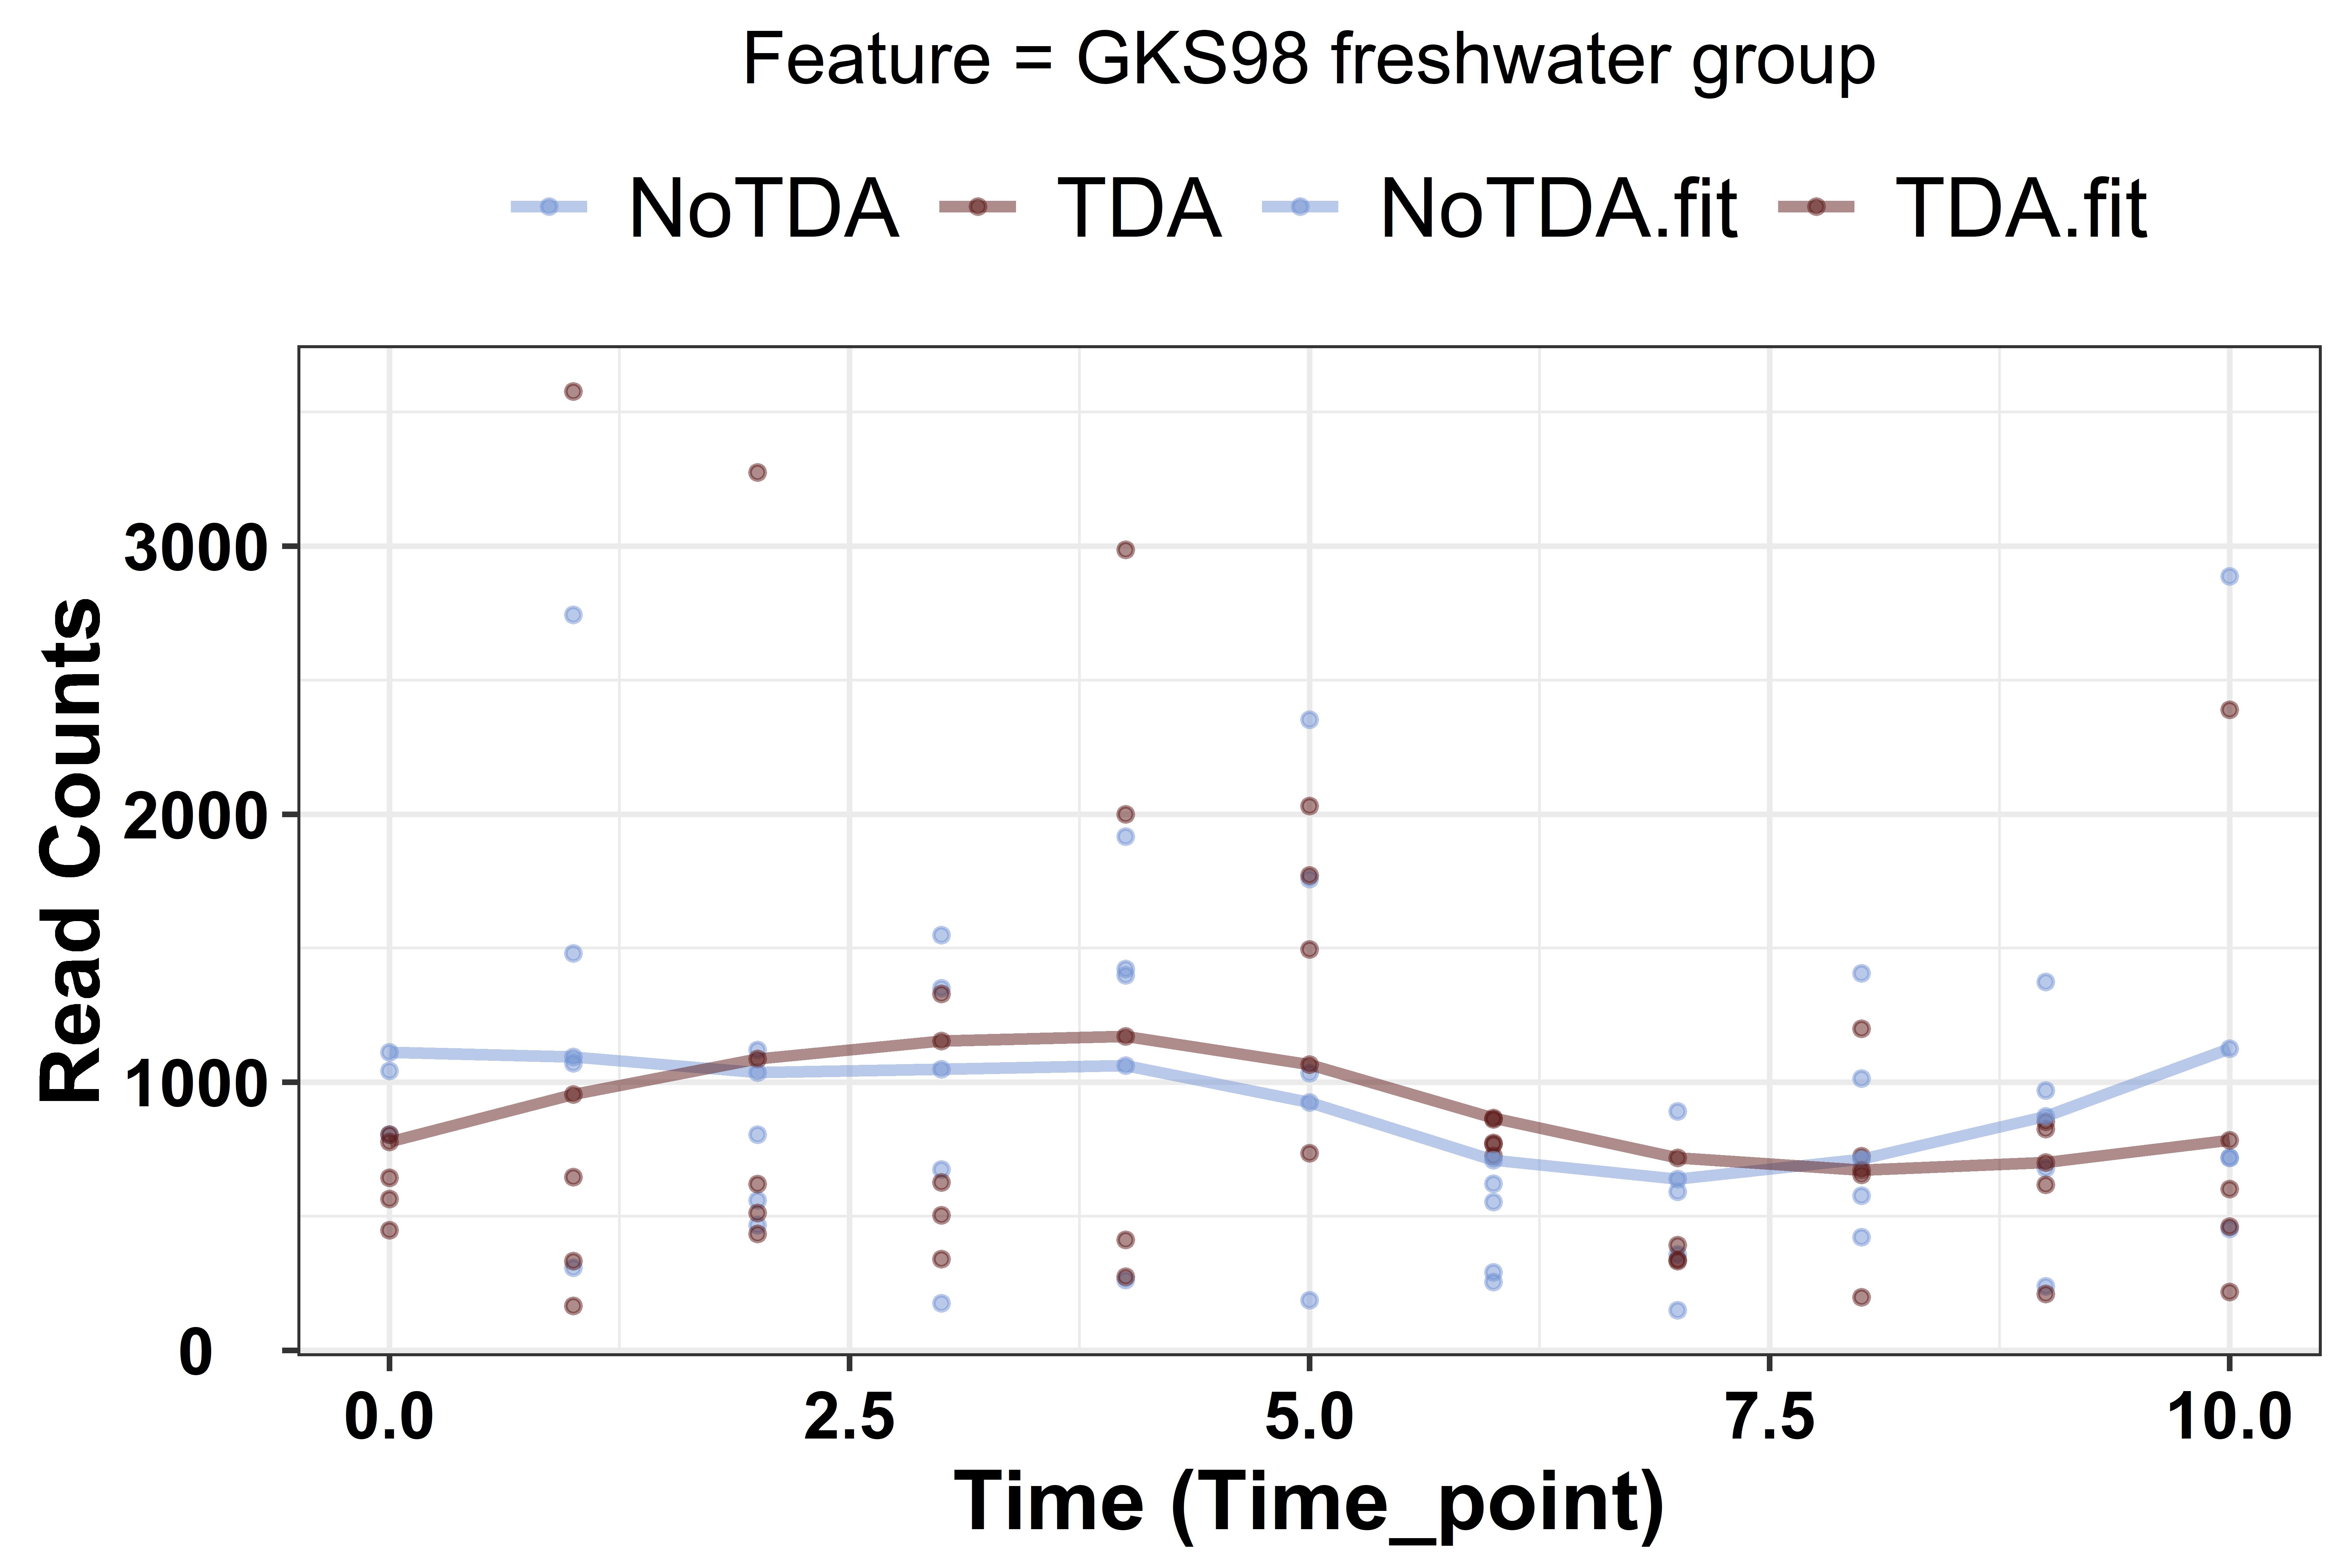 Feature = GKS98 freshwater group
NoTDA TDA NoTDA.fit TDA.fit
Read Counts
3000
2000
1000
0
0.0 2.5 5.0 7.5 10.0
Time (Time_point)